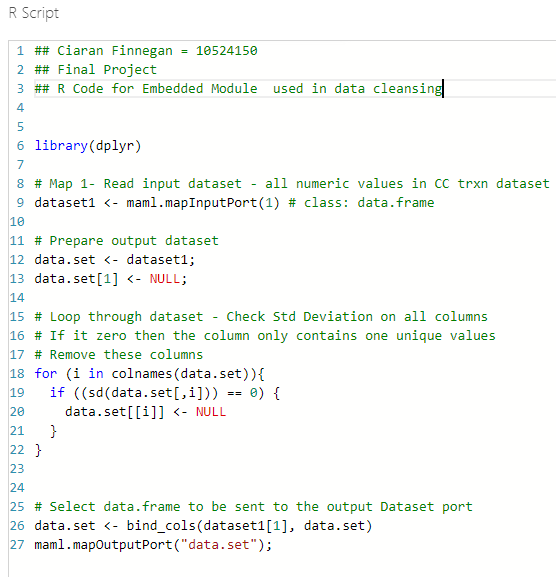 R Script
1 ## Ciaran Finnegan = 10524150
2 ## Final Project
3 ## R Code for Embedded Module  used in data cleansing
4
5
6 library(dplyr)
7
8 # Map 1- Read input dataset - all numeric values in CC trxn dataset
9 dataset1 <- maml.mapInputPort(1) # class: data.frame
10
11 # Prepare output dataset
12 data.set <- dataset1;
13 data.set[1] <- NULL;
14
15 # Loop through dataset - Check Std Deviation on all columns
16 # If it zero then the column only contains one unique values
17 # Remove these columns
18 for (i in colnames(data.set)){
19   if ((sd(data.set[,i])) == 0) {
20     data.set[[i]] <- NULL
21   }
22 }
23
24
25 # Select data.frame to be sent to the output Dataset port
26 data.set <- bind_cols(dataset1[1], data.set)
27 maml.mapOutputPort("data.set");